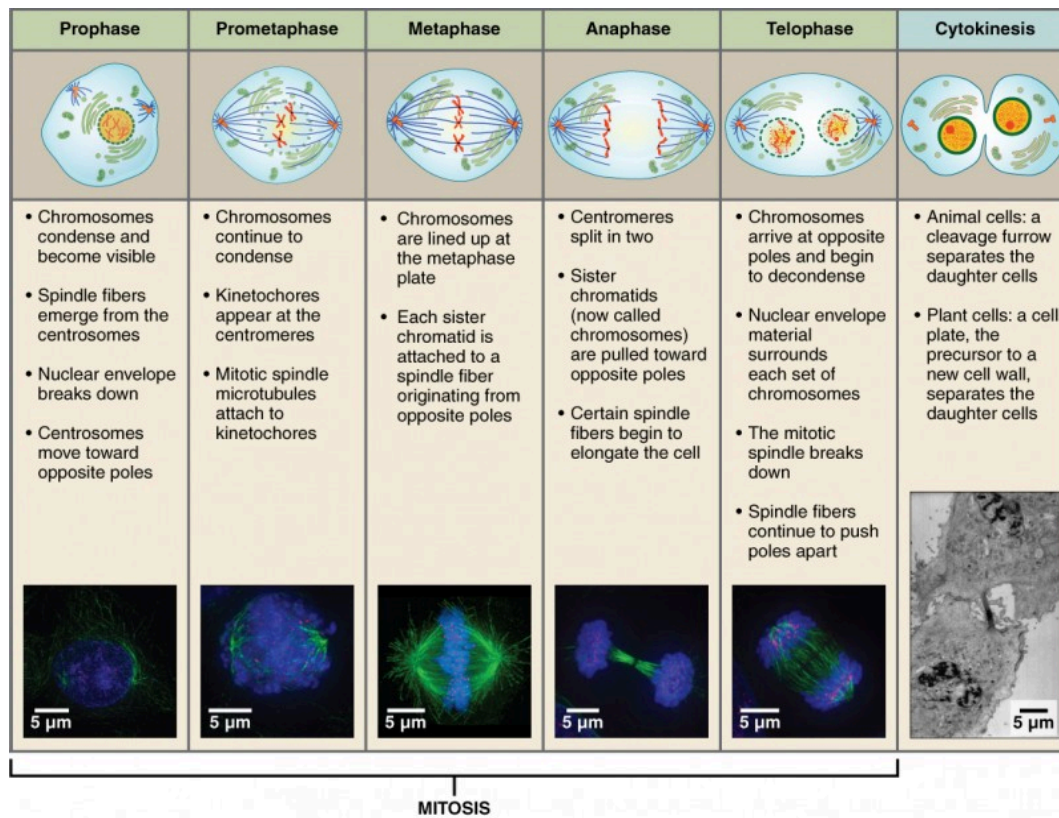 Prophase
Prometaphase
Metaphase
Anaphase
Telophase
Cytokinesis
• Chromosomes
condense and
become visible
• Spindle fibers
emerge from the
centrosomes
• Nuclear envelope
breaks down
• Centrosomes
move toward
opposite poles
• Chromosomes
continue to
condense
• Kinetochores
appear at the
centromeres
• Mitotic spindle
microtubules
attach to
kinetochores
• Chromosomes
are lined up at
the metaphase
plate
• Each sister
chromatid is
attached to a
spindle fiber
originating from
opposite poles
• Centromeres
split in two
• Sister
chromatids
(now called
chromosomes)
are pulled toward
opposite poles
• Certain spindle
fibers begin to
elongate the cell
• Chromosomes
arrive at opposite
poles and begin
to decondense
• Nuclear envelope
material
surrounds
each set of
chromosomes
• The mitotic
spindle breaks
down
• Spindle fibers
continue to push
poles apart
• Animal cells: a
cleavage furrow
separates the
daughter cells
• Plant cells: a cell
plate, the
precursor to a
new cell wall,
separates the
daughter cells
5 µm
5 µm
5 µm
5 µm
5 µm
5 µm
MITOSIS